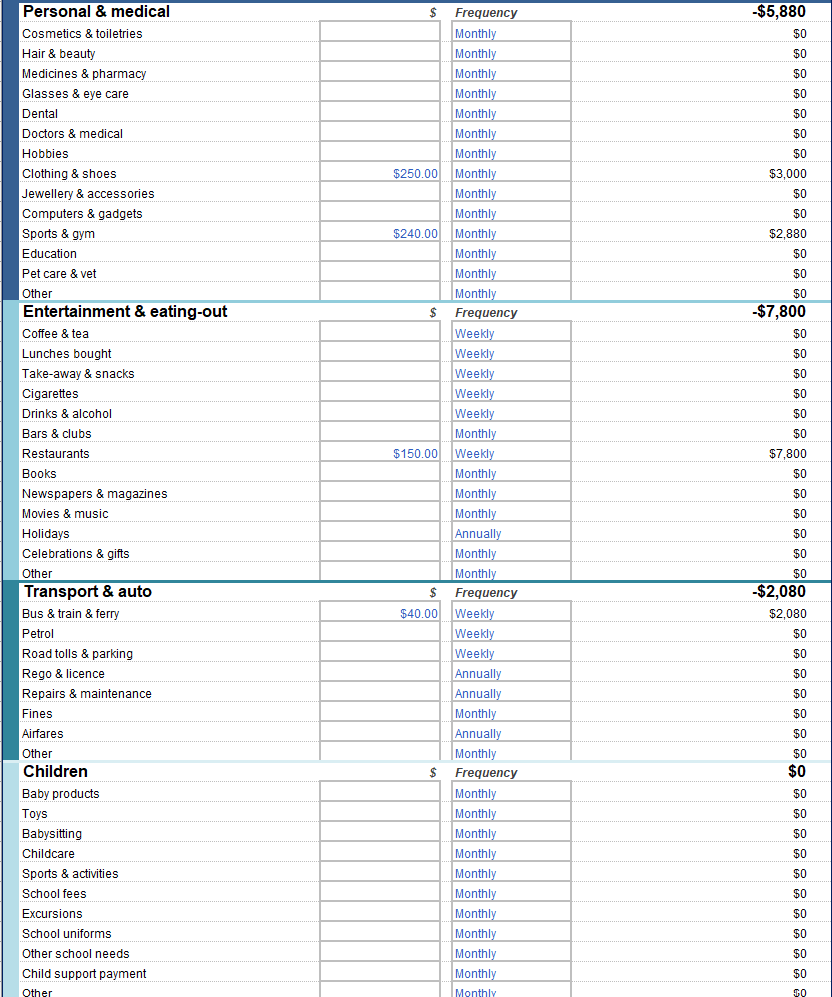 Personal & medical $ Frequency -$5,880
Cosmetics & toiletries Monthly $0
Hair & beauty Monthly $0
Medicines & pharmacy Monthly $0
Glasses & eye care Monthly $0
Dental Monthly $0
Doctors & medical Monthly $0
Hobbies Monthly $0
Clothing & shoes $250.00 Monthly $3,000
Jewellery & accessories Monthly $0
Computers & gadgets Monthly $0
Sports & gym $240.00 Monthly $2,880
Education Monthly $0
Pet care & vet Monthly $0
Other Monthly $0
Entertainment & eating-out $ Frequency -$7,800
Coffee & tea Weekly $0
Lunches bought Weekly $0
Take-away & snacks Weekly $0
Cigarettes Weekly $0
Drinks & alcohol Weekly $0
Bars & clubs Monthly $0
Restaurants $150.00 Weekly $7,800
Books Monthly $0
Newspapers & magazines Monthly $0
Movies & music Monthly $0
Holidays Annually $0
Celebrations & gifts Monthly $0
Other Monthly $0
Transport & auto $ Frequency -$2,080
Bus & train & ferry $40.00 Weekly $2,080
Petrol Weekly $0
Road tolls & parking Weekly $0
Rego & licence Annually $0
Repairs & maintenance Annually $0
Fines Monthly $0
Airfares Annually $0
Other Monthly $0
Children $ Frequency $0
Baby products Monthly $0
Toys Monthly $0
Babysitting Monthly $0
Childcare Monthly $0
Sports & activities Monthly $0
School fees Monthly $0
Excursions Monthly $0
School uniforms Monthly $0
Other school needs Monthly $0
Child support payment Monthly $0
Other Monthly $0